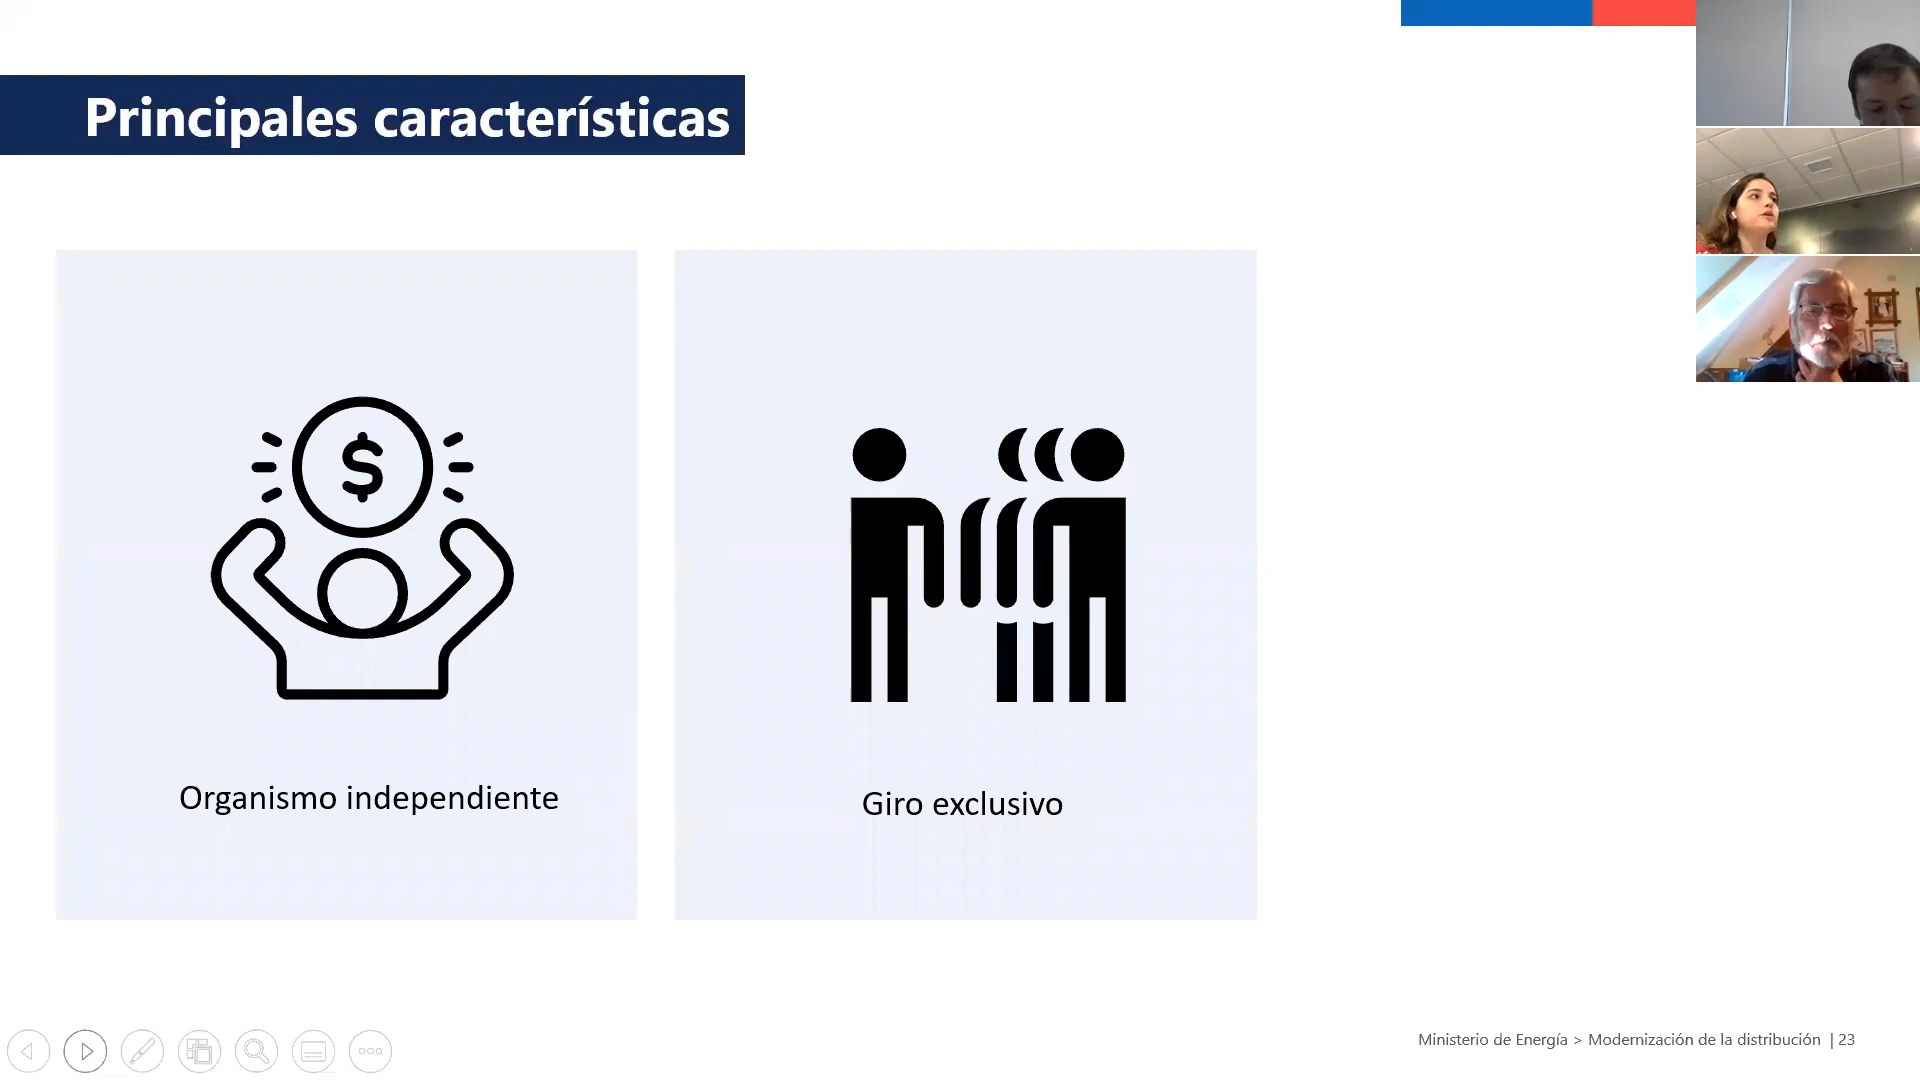 Principales características
$
Organismo independiente
Giro exclusivo
Ministerio de Energía > Modernización de la distribución | 23